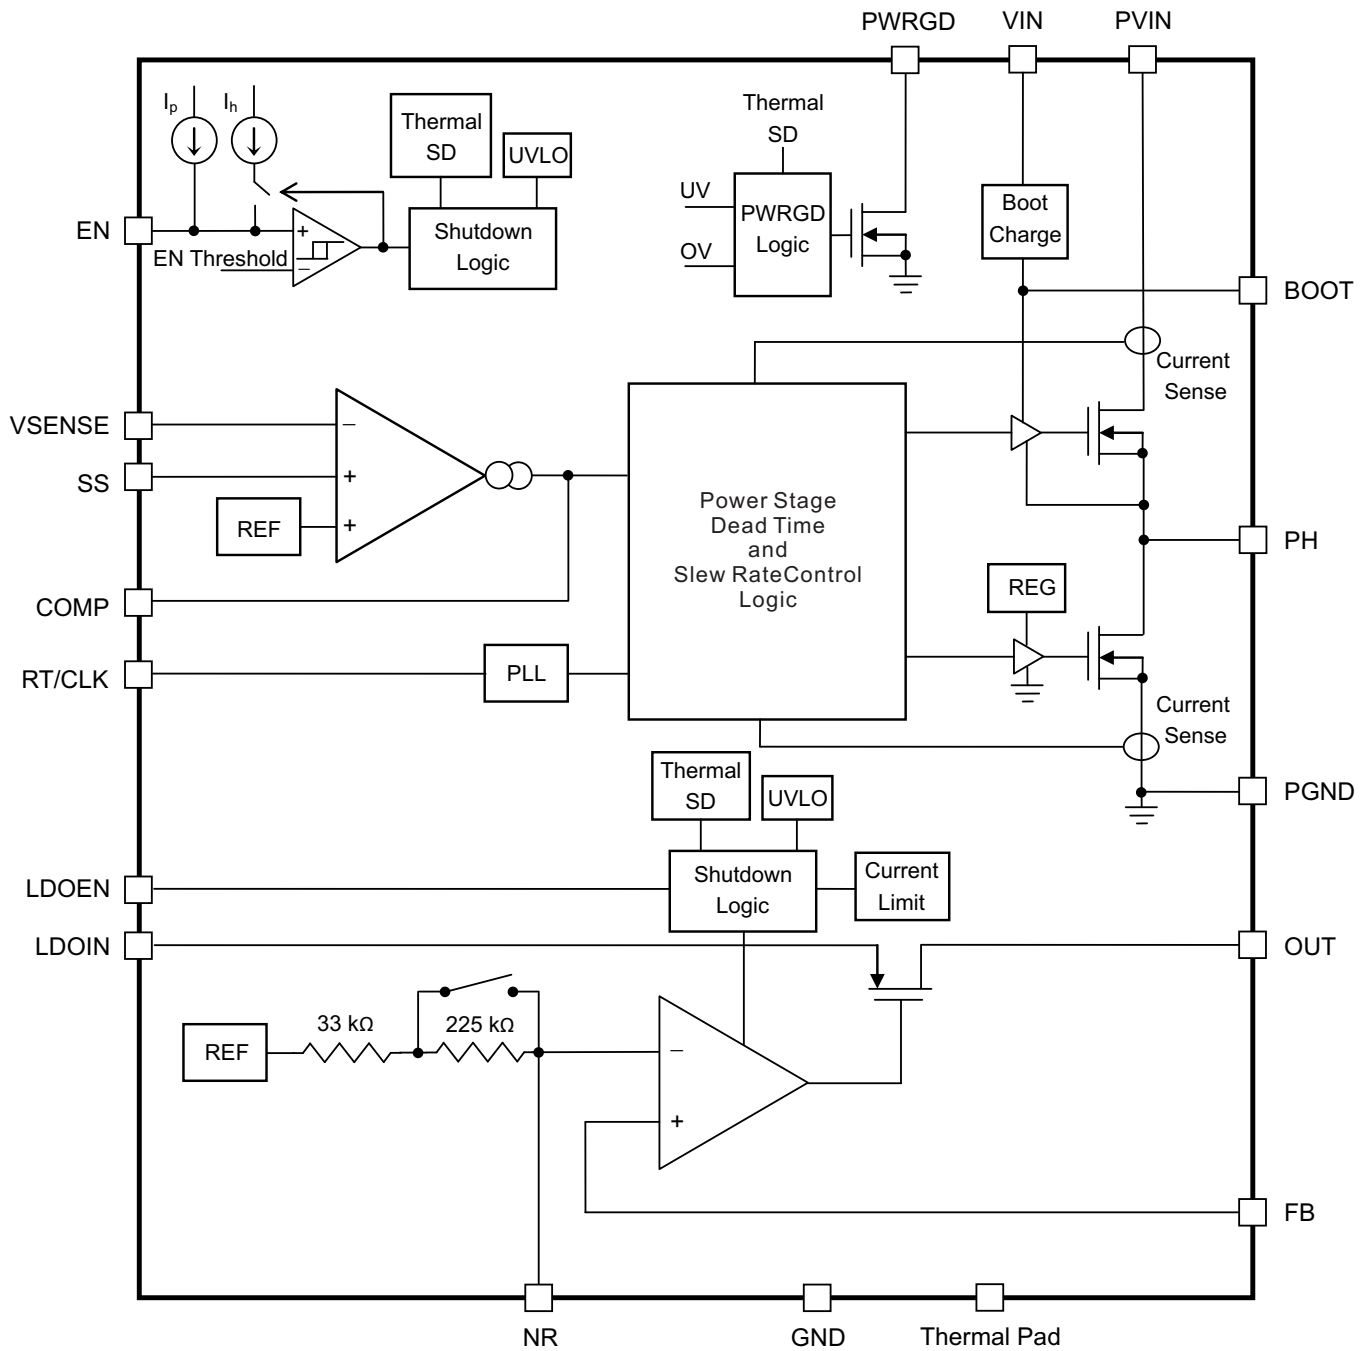 PWRGD VIN PVIN
Ip Ih
Thermal
SD
UVLO
Thermal
SD
EN
EN Threshold
+
−
Shutdown
Logic
UV
OV
PWRGD
Logic
Boot
Charge
BOOT
Current
Sense
VSENSE
−
SS
+
REF
+
Power Stage
Dead Time
and
Slew RateControl
Logic
PH
COMP
REG
RT/CLK
PLL
Current
Sense
Thermal
SD
UVLO
PGND
LDOEN
Shutdown
Logic
Current
Limit
LDOIN
OUT
33 kΩ
225 kΩ
REF
−
+
FB
NR
GND
Thermal Pad